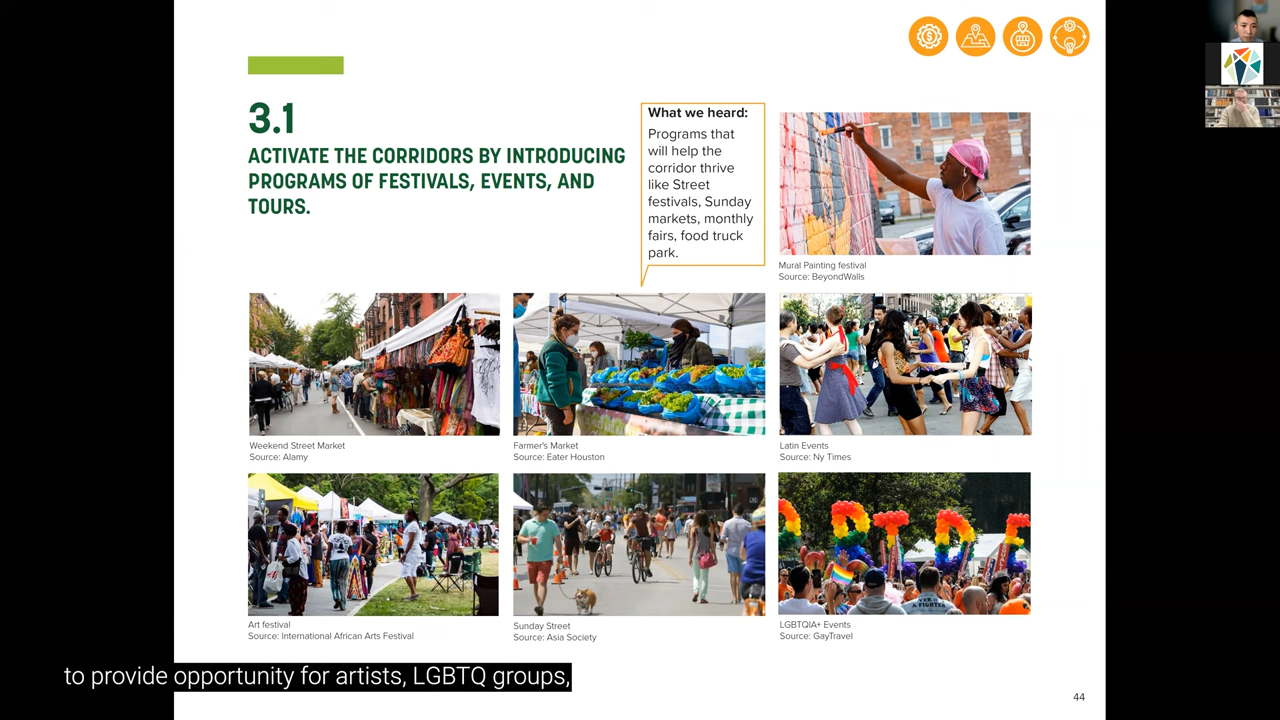 3.1
ACTIVATE THE CORRIDORS BY INTRODUCING
PROGRAMS OF FESTIVALS, EVENTS, AND
TOURS.
What we heard:
Programs that
will help the
corridor thrive
like Street
festivals, Sunday
markets, monthly
fairs, food truck
park.
Mural Painting festival
Source: BeyondWalls
Weekend Street Market
Source: Alamy
Farmer's Market
Source: Eater Houston
Latin Events
Source: Ny Times
Art festival
Source: International African Arts Festival
Sunday Street
Source: Asia Society
LGBTQIA+ Events
Source: GayTravel
to provide opportunity for artists, LGBTQ groups,
44